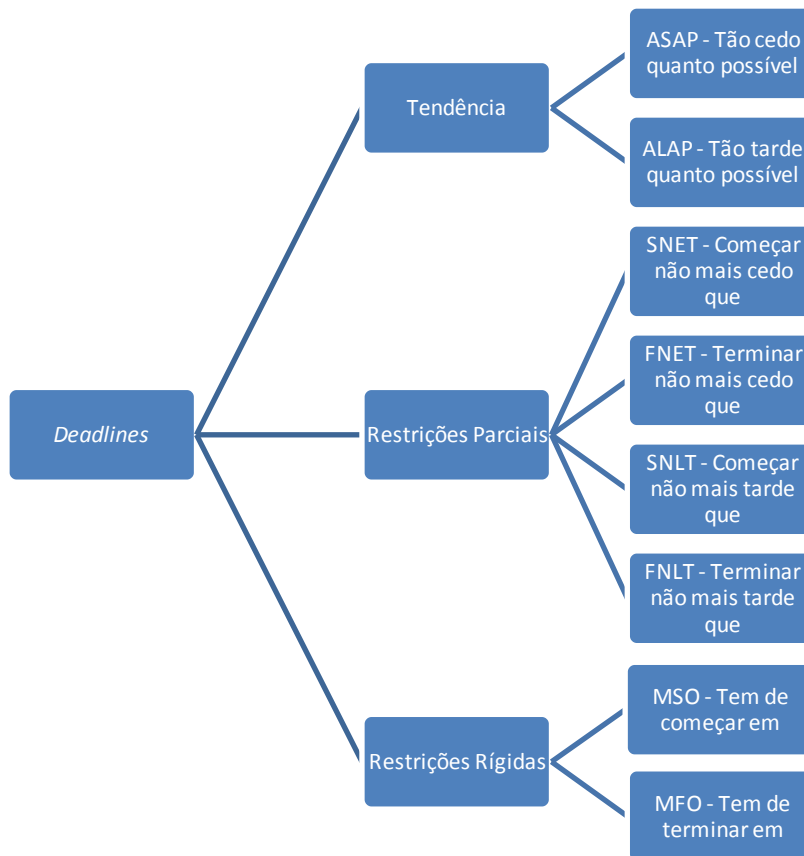 ASAP - Tão cedo
quanto possível
Tendência
ALAP - Tão tarde
quanto possível
SNET - Começar
não mais cedo
que
FNET - Terminar
não mais cedo
que
Deadlines
Restrições Parciais
SNLT - Começar
não mais tarde
que
FNLT - Terminar
não mais tarde
que
MSO - Tem de
começar em
Restrições Rígidas
MFO - Tem de
terminar em